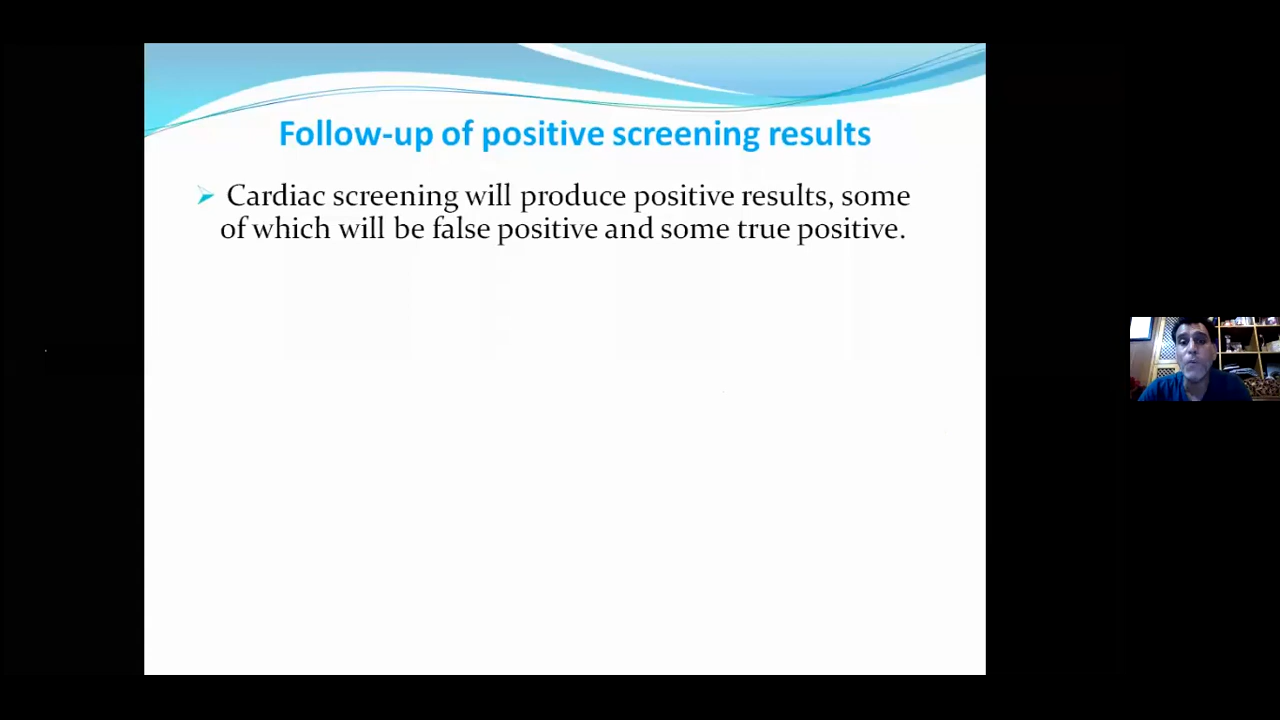 Follow-up of positive screening results
Cardiac screening will produce positive results, some
of which will be false positive and some true positive.